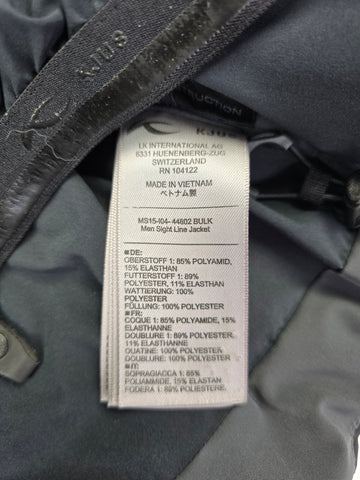 KJUS
RUCTION
KJUS
LK INTERNATIONAL AG
6331 HUENENBERG-ZUG
SWITZERLAND
RN 104122
MADE IN VIETNAM
ベトナム製
MS15-I04- 44802 BULK
Men Sight Line Jacket
DE:
OBERSTOFF 1: 85% POLYAMID,
15% ELASTHAN
FUTTERSTOFF 1: 89%
POLYESTER, 11% ELASTHAN
WATTIERUNG: 100%
POLYESTER
FÜLLUNG: 100% POLYESTER
FR:
COQUE 1: 85% POLYAMIDE, 15%
ELASTHANNE
DOUBLURE 1: 89% POLYESTER,
11% ELASTHANNE
OUATINE: 100% POLYESTER
DOUBLURE: 100% POLYESTER
IT:
SOPRAGIACCA 1: 85%
POLIAMMIDE, 15% ELASTAN
FODERA 1: 89% POLIESTERE,